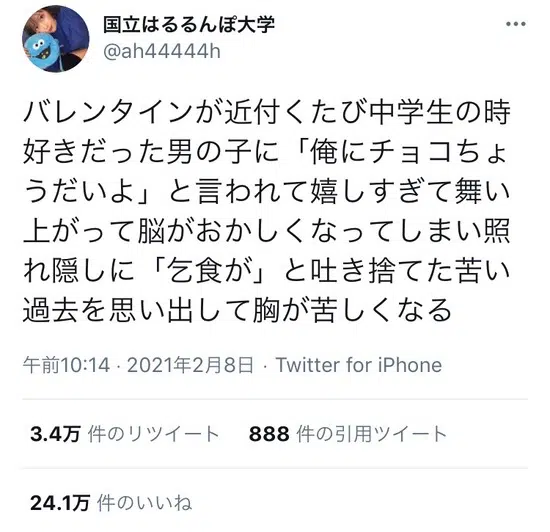 国立はるるんぽ大学
@ah44444h
バレンタインが近付くたび中学生の時
好きだった男の子に「俺にチョコちょ
うだいよ」と言われて嬉しすぎて舞い
上がって脳がおかしくなってしまい照
れ隠しに「乞食が」と吐き捨てた苦い
過去を思い出して胸が苦しくなる
午前10:14 · 2021年2月8日 · Twitter for iPhone
3.4万 件のリツイート 888 件の引用ツイート
24.1万 件のいいね